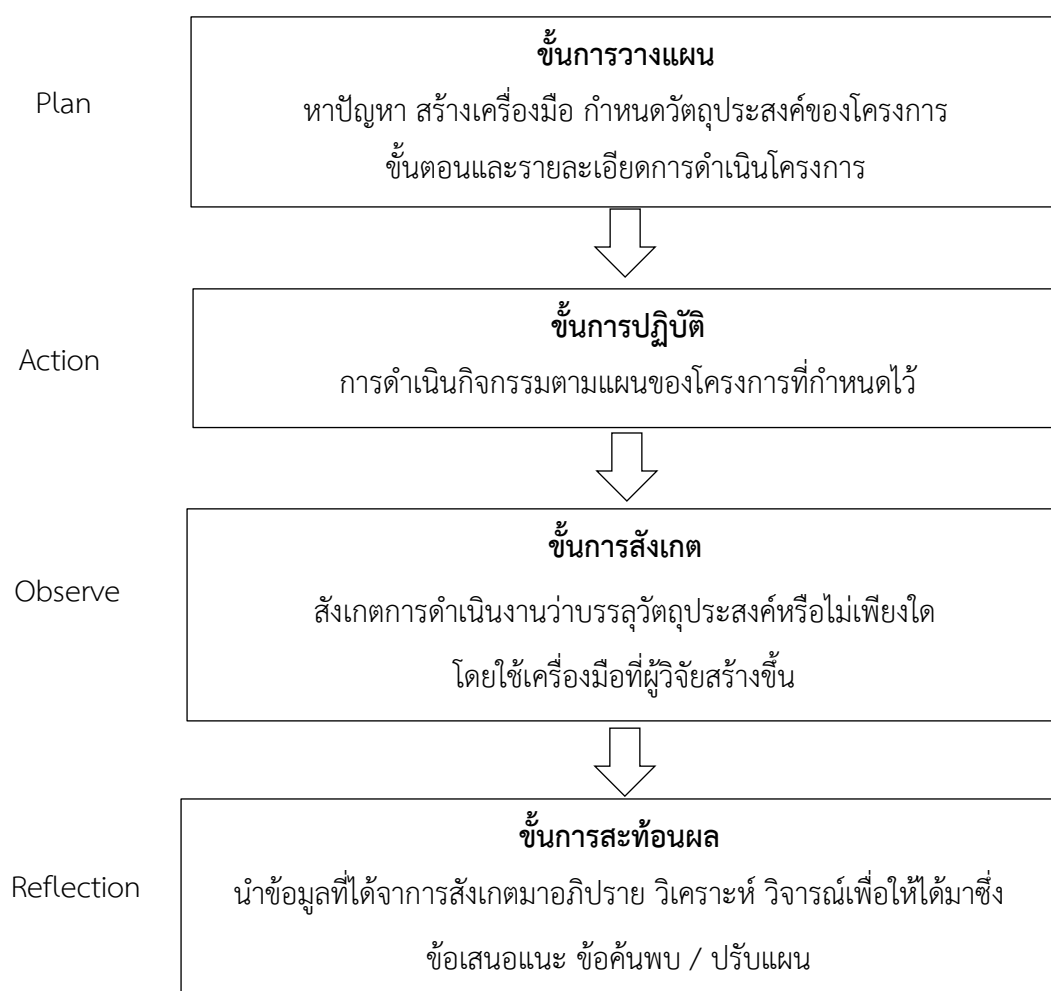 ขั้นการวางแผน
Plan
หาปัญหา สร้างเครื่องมือ กำหนดวัตถุประสงค์ของโครงการ
ขั้นตอนและรายละเอียดการดำเนินโครงการ
ขั้นการปฏิบัติ
Action
การดำเนินกิจกรรมตามแผนของโครงการที่กำหนดไว้
ขั้นการสังเกต
Observe
สังเกตการดำเนินงานว่าบรรลุวัตถุประสงค์หรือไม่เพียงใด
โดยใช้เครื่องมือที่ผู้วิจัยสร้างขึ้น
ขั้นการสะท้อนผล
Reflection
นำข้อมูลที่ได้จาการสังเกตมาอภิปราย วิเคราะห์ วิจารณ์เพื่อให้ได้มาซึ่ง
ข้อเสนอแนะ ข้อค้นพบ / ปรับแผน